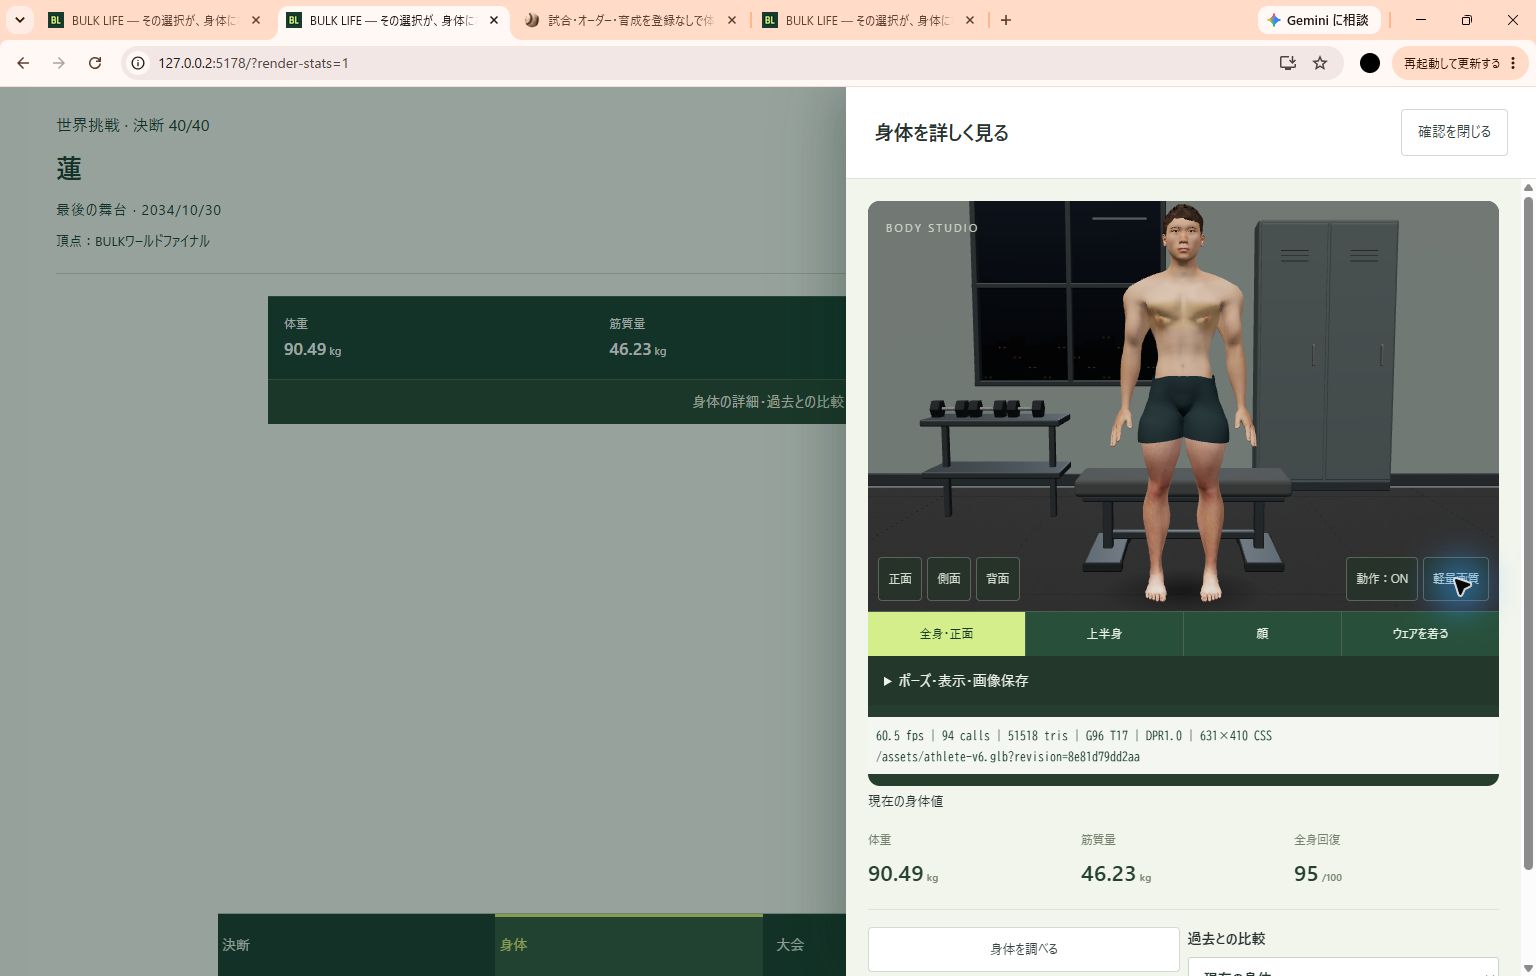 BULK LIFE — その選択が、身体に
BULK LIFE — その選択が、身体に
試合・オーダー・育成を登録なしで体
BULK LIFE — その選択が、身体に
Gemini に相談
127.0.0.2:5178/?render-stats=1
再起動して更新する
世界挑戦 · 決断 40/40
蓮
最後の舞台 · 2034/10/30
頂点：BULKワールドファイナル
体重
90.49 kg
筋質量
46.23 kg
身体の詳細・過去との比較
決断
身体
大会
身体を詳しく見る
確認を閉じる
BODY STUDIO
正面
側面
背面
動作：ON
軽量画質
全身・正面
上半身
顔
ウェアを着る
▶ ポーズ・表示・画像保存
60.5 fps | 94 calls | 51518 tris | G96 T17 | DPR1.0 | 631×410 CSS
/assets/athlete-v6.glb?revision=8e81d79dd2aa
現在の身体値
体重
90.49 kg
筋質量
46.23 kg
全身回復
95 /100
身体を調べる
過去との比較
現在の身体